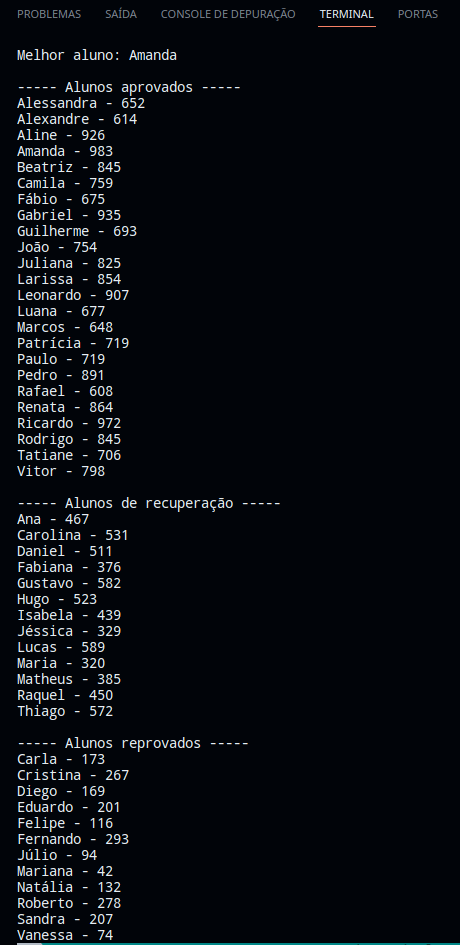 PROBLEMAS SAÍDA CONSOLE DE DEPURAÇÃO TERMINAL PORTAS
Melhor aluno: Amanda
----- Alunos aprovados -----
Alessandra - 652
Alexandre - 614
Aline - 926
Amanda - 983
Beatriz - 845
Camila - 759
Fábio - 675
Gabriel - 935
Guilherme - 693
João - 754
Juliana - 825
Larissa - 854
Leonardo - 907
Luana - 677
Marcos - 648
Patrícia - 719
Paulo - 719
Pedro - 891
Rafael - 608
Renata - 864
Ricardo - 972
Rodrigo - 845
Tatiane - 706
Vitor - 798
----- Alunos de recuperação -----
Ana - 467
Carolina - 531
Daniel - 511
Fabiana - 376
Gustavo - 582
Hugo - 523
Isabela - 439
Jéssica - 329
Lucas - 589
Maria - 320
Matheus - 385
Raquel - 450
Thiago - 572
----- Alunos reprovados -----
Carla - 173
Cristina - 267
Diego - 169
Eduardo - 201
Felipe - 116
Fernando - 293
Júlio - 94
Mariana - 42
Natália - 132
Roberto - 278
Sandra - 207
Vanessa - 74